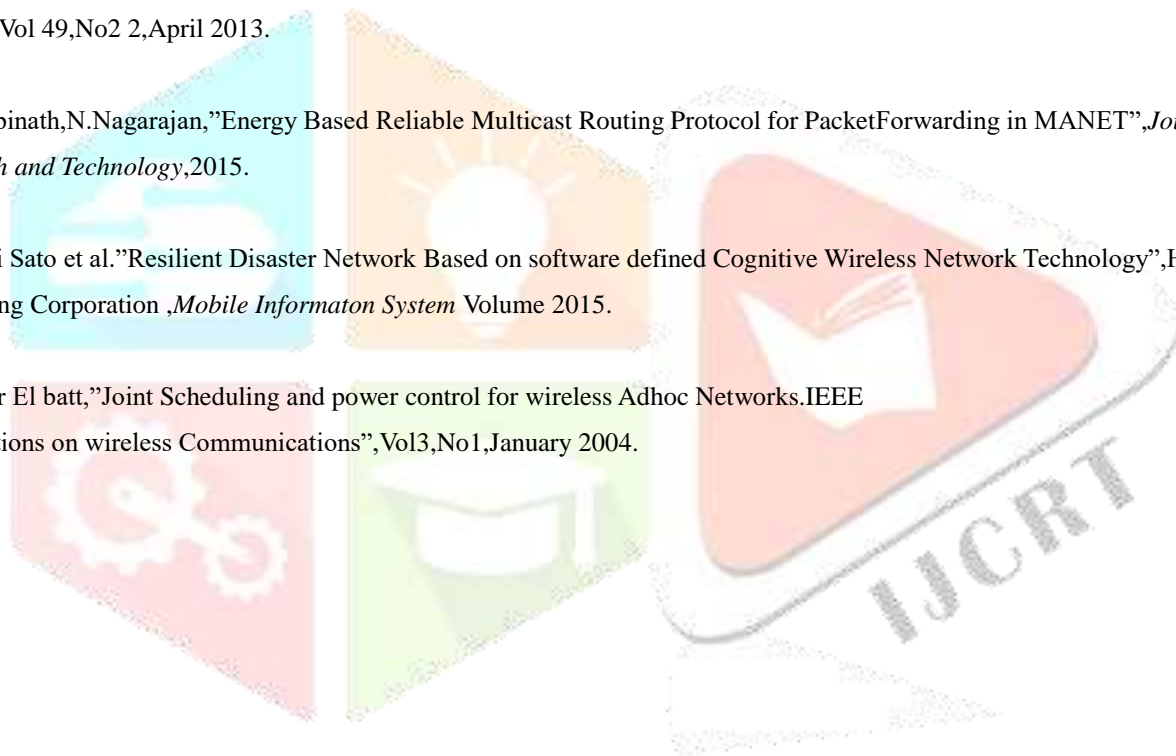 Vol 49,No2 2,April 2013.
binath,N.Nagarajan,”Energy Based Reliable Multicast Routing Protocol for PacketForwarding in MANET”,Jo
h and Technology,2015.
i Sato et al.”Resilient Disaster Network Based on software defined Cognitive Wireless Network Technology”,H
ng Corporation ,Mobile Informaton System Volume 2015.
r El batt,”Joint Scheduling and power control for wireless Adhoc Networks.IEEE
tions on wireless Communications”,Vol3,No1,January 2004.
IJCRT